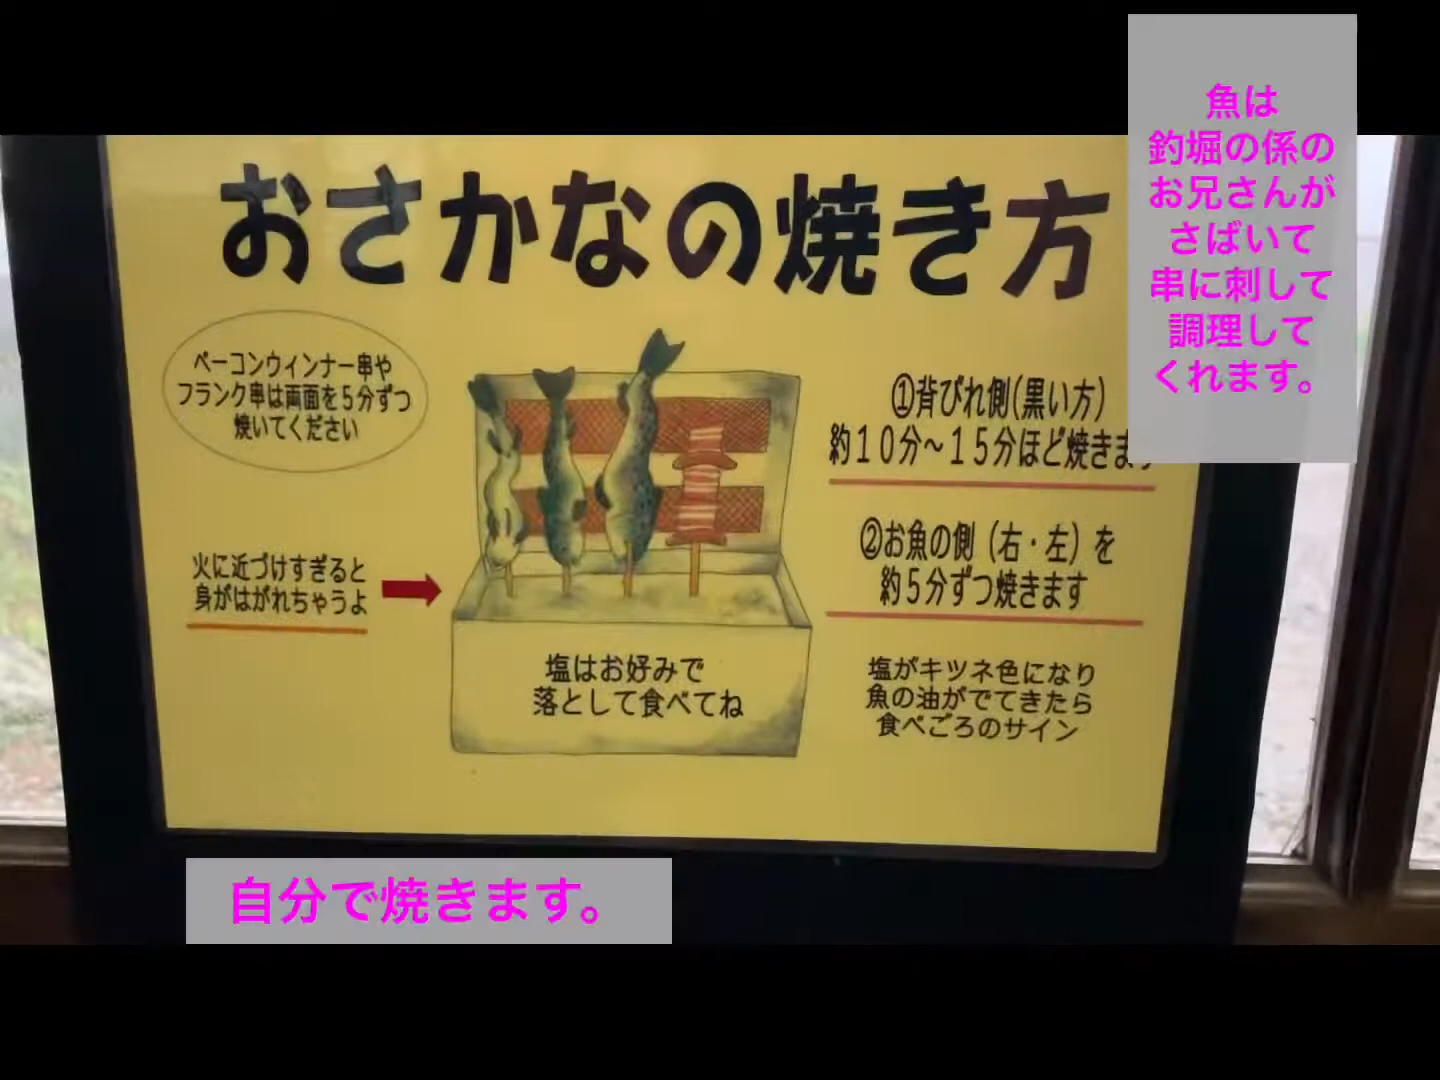 魚は
釣堀の係の
お兄さんが
さばいて
串に刺して
調理して
くれます。
おさかなの焼き方
ベーコンウィンナー串や
フランク串は両面を5分ずつ
焼いてください
①背びれ側(黒い方)
約10分~15分ほど焼きます
②お魚の側(右・左)を
約5分ずつ焼きます
火に近づけすぎると
身がはがれちゃうよ
塩はお好みで
落として食べてね
塩がキツネ色になり
魚の油がでてきたら
食べごろのサイン
自分で焼きます。